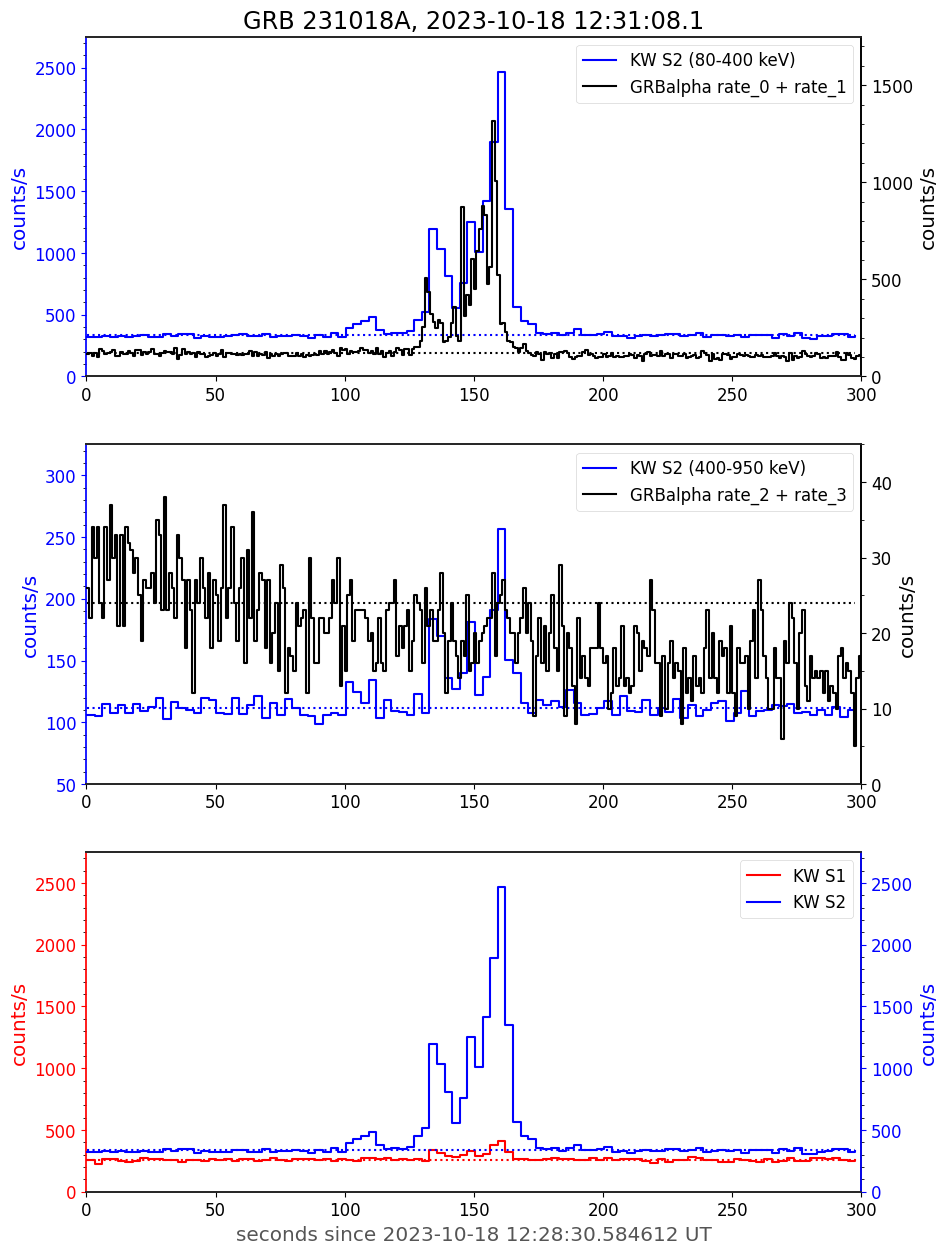 GRB 231018A, 2023-10-18 12:31:08.1
KW S2 (80-400 keV)
GRBalpha rate_0 + rate_1
counts/s
counts/s
2500
2000
1500
1000
500
0
1500
1000
500
0
0 50 100 150 200 250 300
KW S2 (400-950 keV)
GRBalpha rate_2 + rate_3
counts/s
counts/s
300
250
200
150
100
50
40
30
20
10
0
0 50 100 150 200 250 300
KW S1
KW S2
counts/s
counts/s
2500
2000
1500
1000
500
0
2500
2000
1500
1000
500
0
0 50 100 150 200 250 300
seconds since 2023-10-18 12:28:30.584612 UT